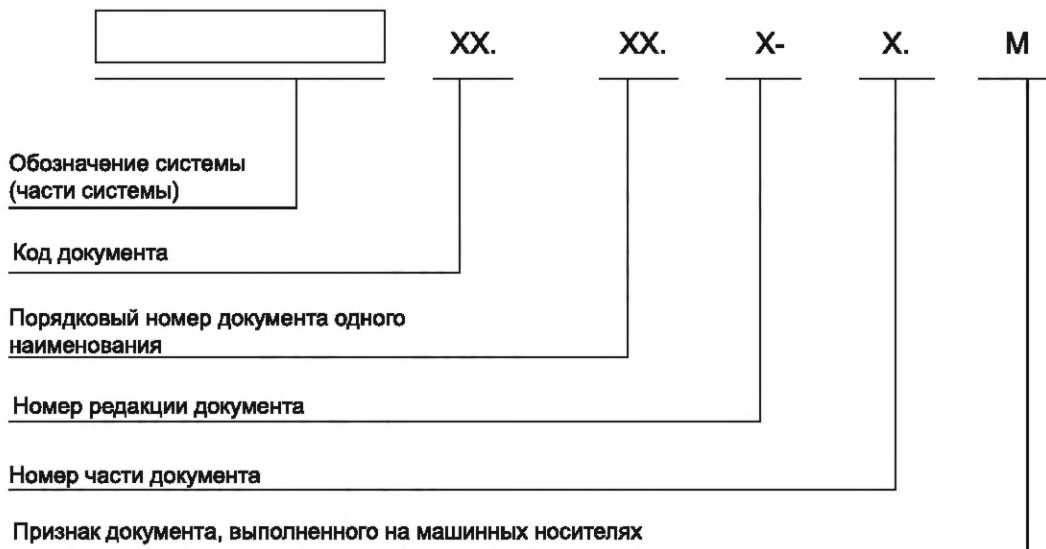 XX. XX. X- X. M
Обозначение системы
(части системы)
Код документа
Порядковый номер документа одного
наименования
Номер редакции документа
Номер части документа
Признак документа, выполненного на машинных носителях